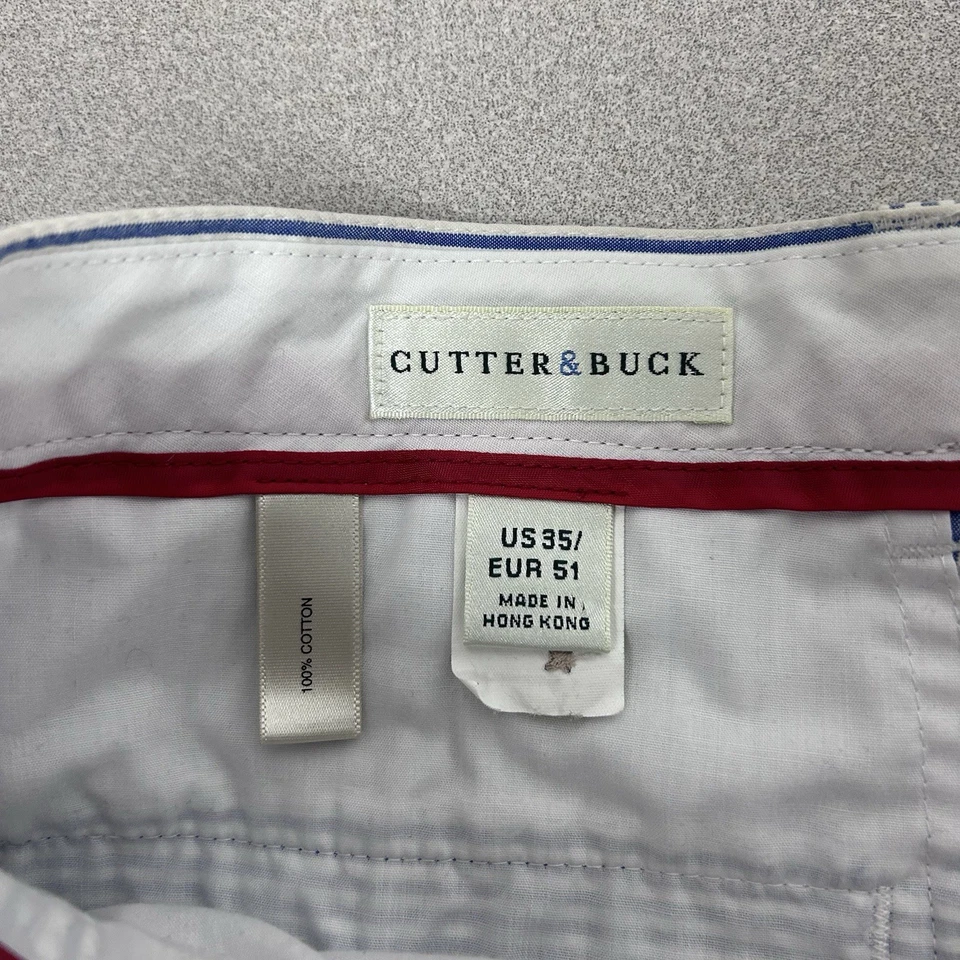 CUTTER&BUCK
US 35/
EUR 51
MADE IN
HONG KONG
100% COTTON